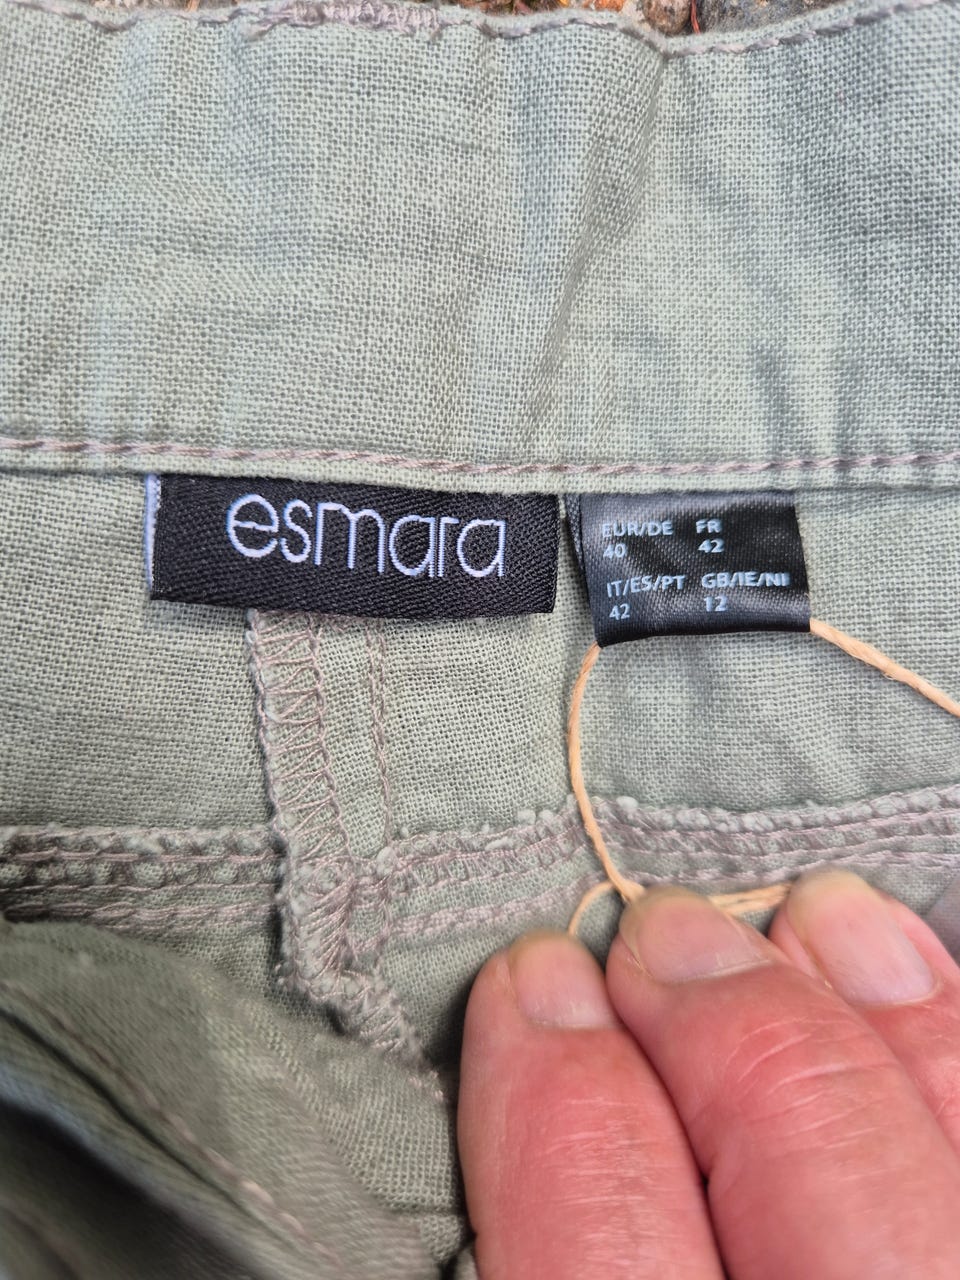 esmara
EUR/DE FR
40 42
IT/ES/PT GB/IE/NI
42 12